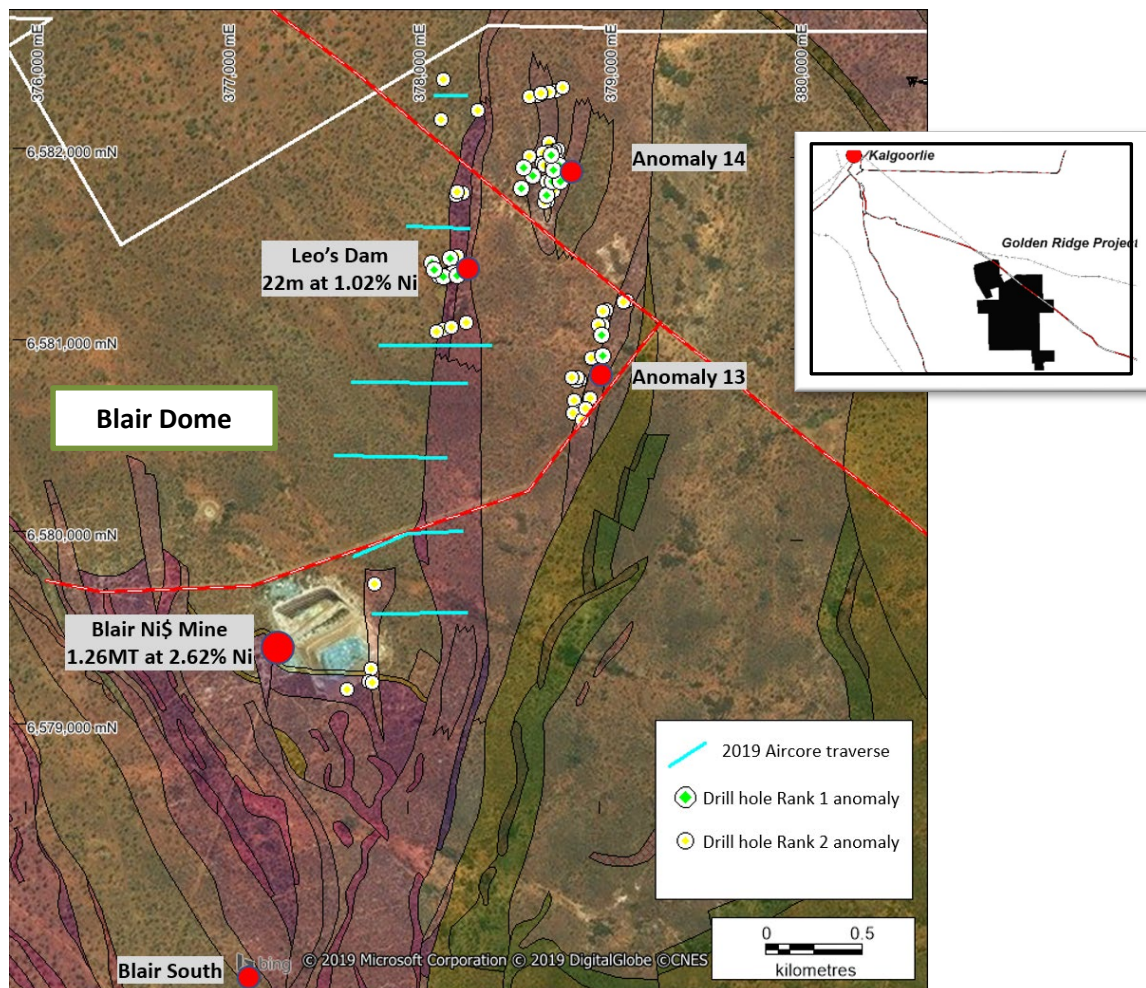 376,000 mE
377,000 mE
378,000 mE
379,000 mE
380,000 mE
6,582,000 mN
Anomaly 14
Leo’s Dam
22m at 1.02% Ni
6,581,000 mN
Anomaly 13
Blair Dome
6,580,000 mN
Blair Ni$ Mine
1.26MT at 2.62% Ni
6,579,000 mN
Blair South
bing © 2019 Microsoft Corporation © 2019 DigitalGlobe ©CNES
Kalgoorlie
Golden Ridge Project
2019 Aircore traverse
Drill hole Rank 1 anomaly
Drill hole Rank 2 anomaly
0 0.5
kilometres